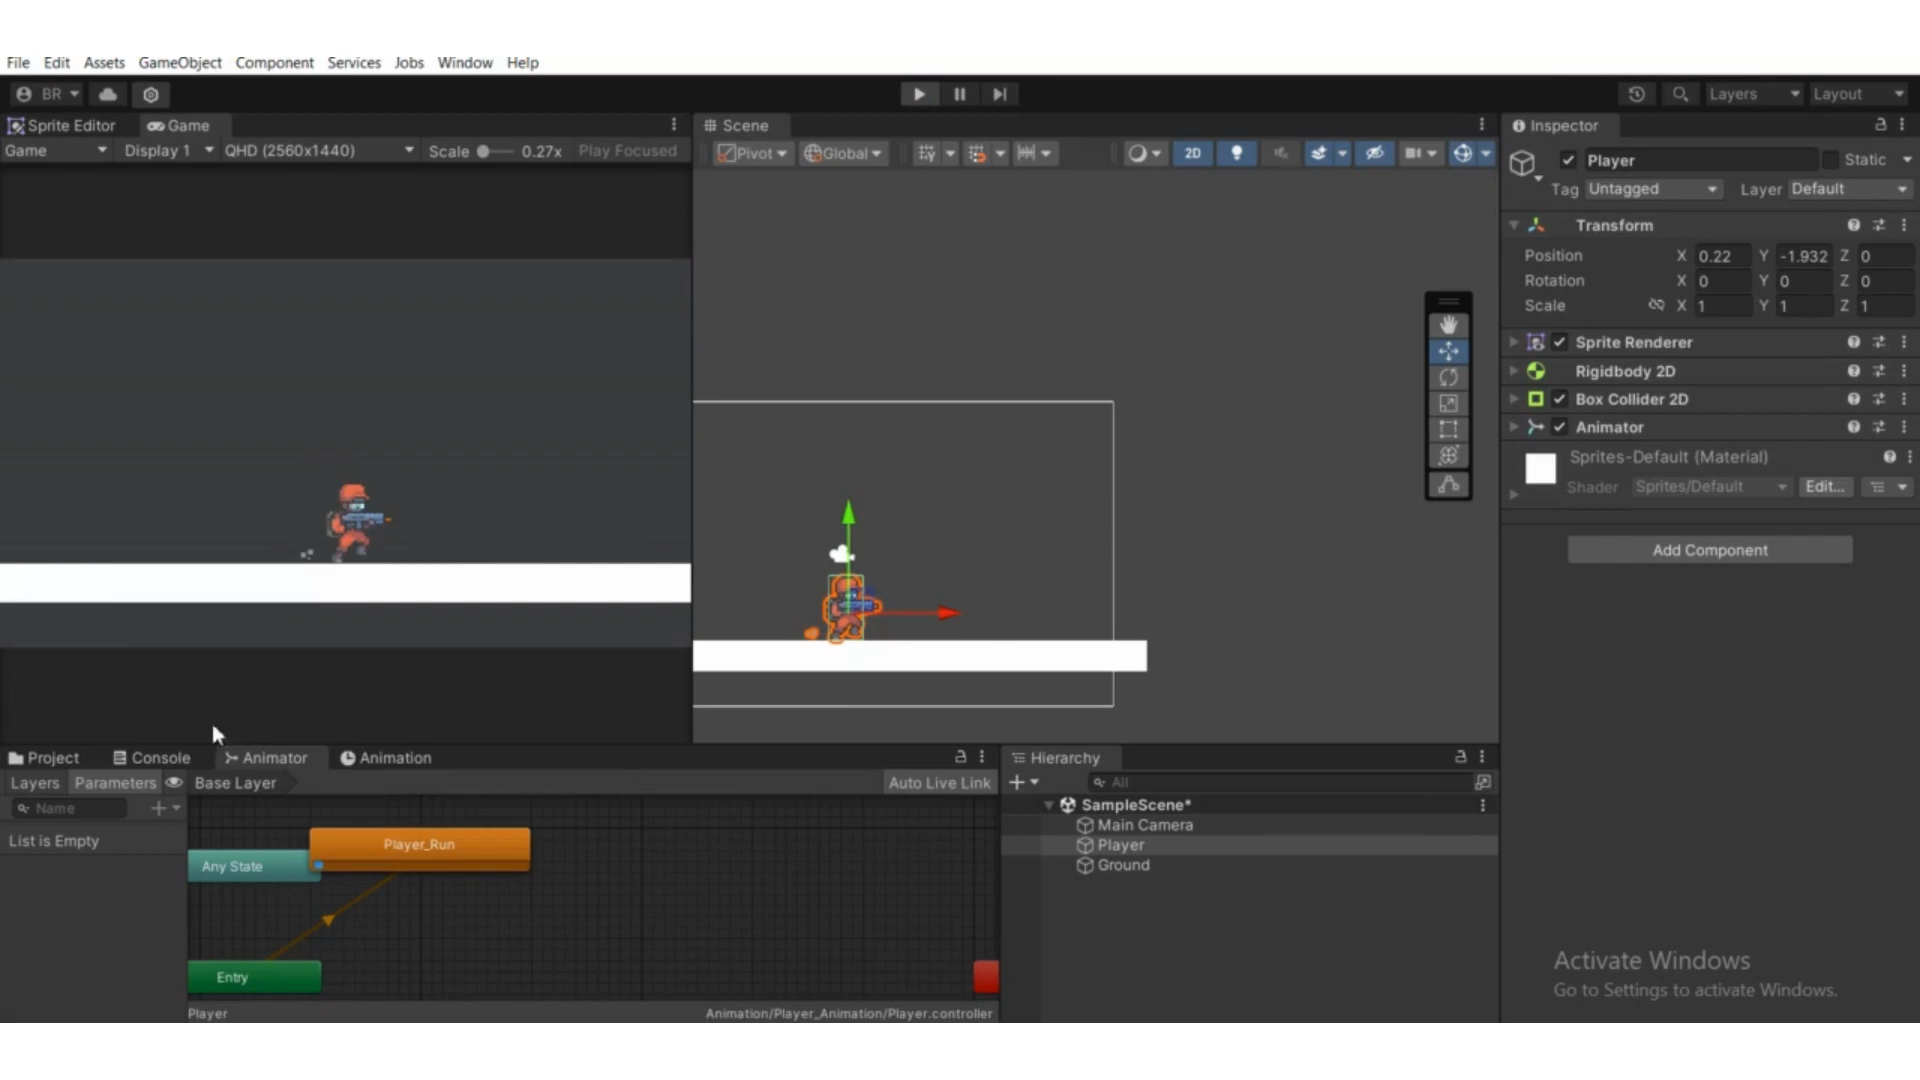 File Edit Assets GameObject Component Services Jobs Window Help
BR Layers Layout
Sprite Editor Game
Game Display 1 QHD (2560x1440) Scale 0.27x Play Focused
Scene
Pivot Global 2D
Inspector
Player Static
Tag Untagged Layer Default
Transform
Position X 0.22 Y -1.932 Z 0
Rotation X 0 Y 0 Z 0
Scale X 1 Y 1 Z 1
Sprite Renderer
Rigidbody 2D
Box Collider 2D
Animator
Sprites-Default (Material)
Shader Sprites/Default Edit...
Add Component
Project Console Animator Animation
Layers Parameters Base Layer Auto Live Link
Name
List is Empty
Player_Run
Any State
Entry
Player Animation/Player_Animation/Player.controller
Hierarchy
All
SampleScene*
Main Camera
Player
Ground
Activate Windows
Go to Settings to activate Windows.